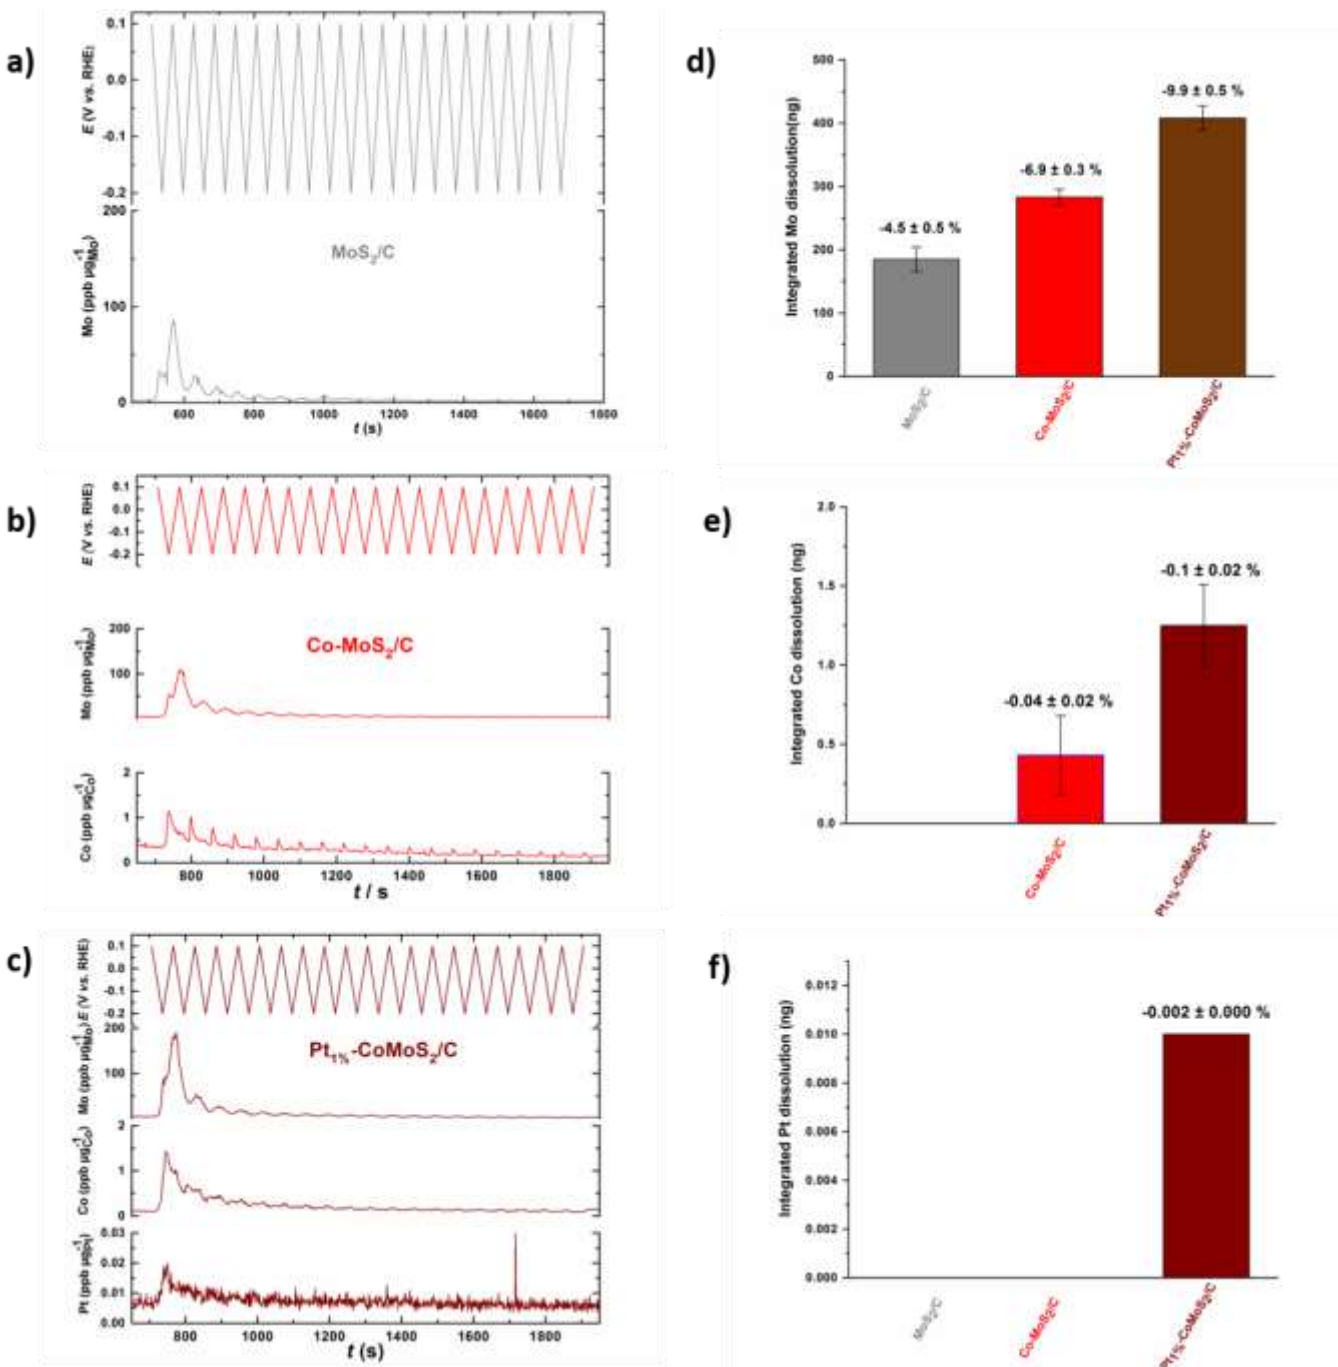 a)
0.1
0.0
-0.1
-0.2
E (V vs. RHE)
200
100
0
Mo (ppb µg⁻¹Mo)
MoS₂/C
600 800 1000 1200 1400 1600 1800
t (s)
d)
500
400
300
200
100
0
Integrated Mo dissolution(ng)
-4.5 ± 0.5 %
-6.9 ± 0.3 %
-9.9 ± 0.5 %
MoS₂/C
Co-MoS₂/C
Pt₁%-CoMoS₂/C
b)
0.1
0.0
-0.1
-0.2
E (V vs. RHE)
200
100
Mo (ppb µg⁻¹Mo)
Co-MoS₂/C
2
1
0
Co (ppb µg⁻¹Co)
800 1000 1200 1400 1600 1800
t / s
e)
2.0
1.5
1.0
0.5
0.0
Integrated Co dissolution (ng)
-0.04 ± 0.02 %
-0.1 ± 0.02 %
Co-MoS₂/C
Pt₁%-CoMoS₂/C
c)
0.1
0.0
-0.1
-0.2
E (V vs. RHE)
200
100
Mo (ppb µg⁻¹Mo)
Pt₁%-CoMoS₂/C
2
1
0
Co (ppb µg⁻¹Co)
0.03
0.02
0.01
0.00
Pt (ppb µg⁻¹Pt)
800 1000 1200 1400 1600 1800
t (s)
f)
0.012
0.010
0.008
0.006
0.004
0.002
0.000
Integrated Pt dissolution (ng)
-0.002 ± 0.000 %
MoS₂/C
Co-MoS₂/C
Pt₁%-CoMoS₂/C